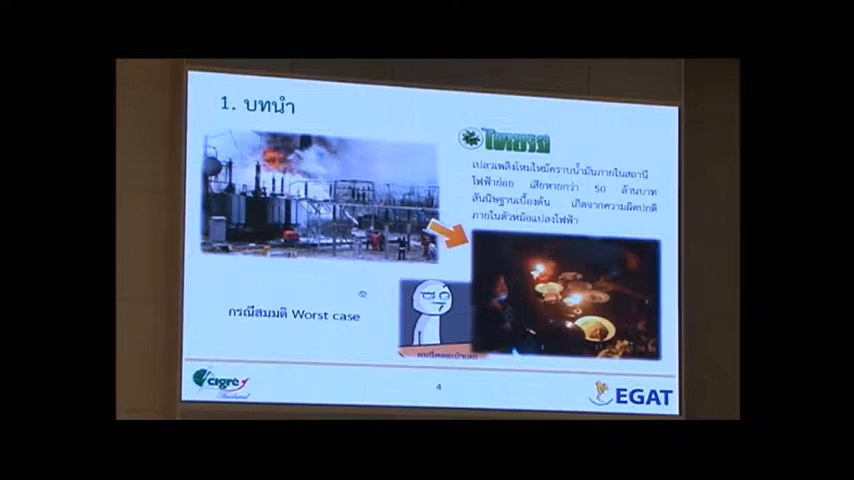 1. บทนำ
ไทยรัฐ
เปลวเพลิงโหมไหม้คราบน้ำมันภายในสถานี
ไฟฟ้าย่อย เสียหายกว่า 50 ล้านบาท
สันนิษฐานเบื้องต้น เกิดจากความผิดปกติ
ภายในตัวหม้อแปลงไฟฟ้า
กรณีสมมติ Worst case
cigre
Thailand
4
EGAT